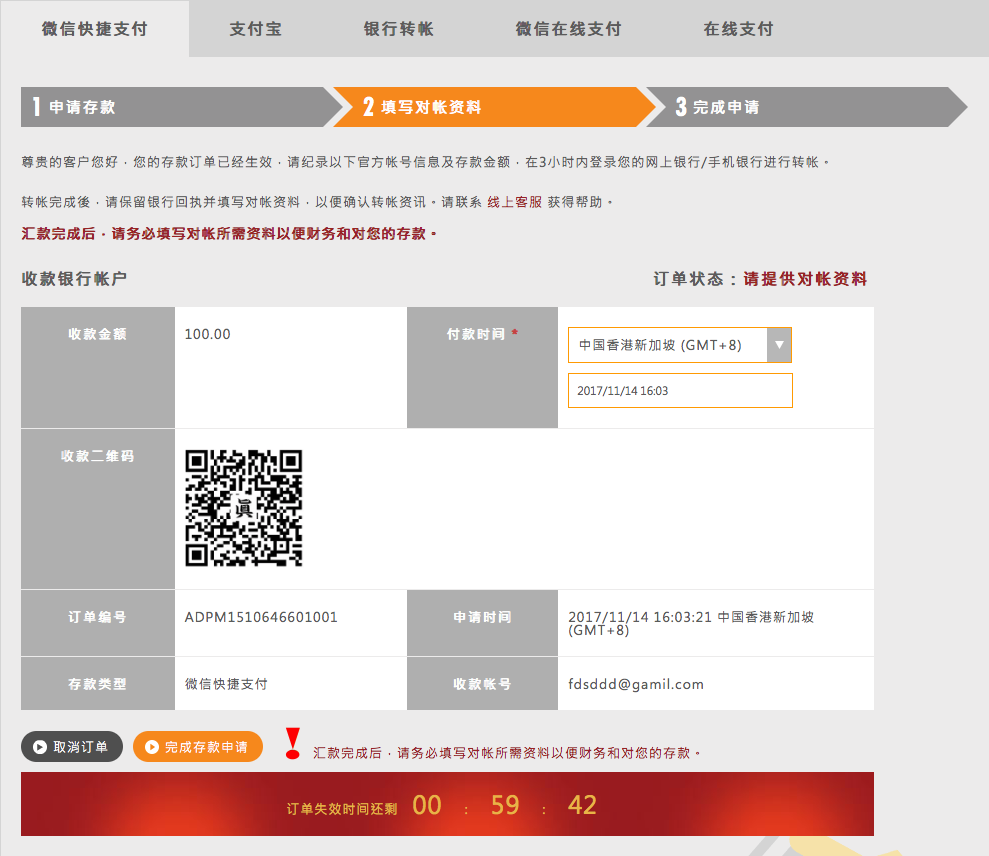 微信快捷支付 支付宝 银行转帐 微信在线支付 在线支付
1 申请存款 2 填写对帐资料 3 完成申请
尊贵的客户您好，您的存款订单已经生效，请纪录以下官方帐号信息及存款金额，在3小时内登录您的网上银行/手机银行进行转帐。
转帐完成後，请保留银行回执并填写对帐资料，以便确认转帐资讯。请联系 线上客服 获得帮助。
汇款完成后，请务必填写对帐所需资料以便财务和对您的存款。
收款银行帐户 订单状态：请提供对帐资料
收款金额 100.00 付款时间 * 中国香港新加坡 (GMT+8)
2017/11/14 16:03
收款二维码
真
订单编号 ADPM1510646601001 申请时间 2017/11/14 16:03:21 中国香港新加坡
(GMT+8)
存款类型 微信快捷支付 收款帐号 fdsddd@gamil.com
取消订单 完成存款申请 ! 汇款完成后，请务必填写对帐所需资料以便财务和对您的存款。
订单失效时间还剩 00 : 59 : 42